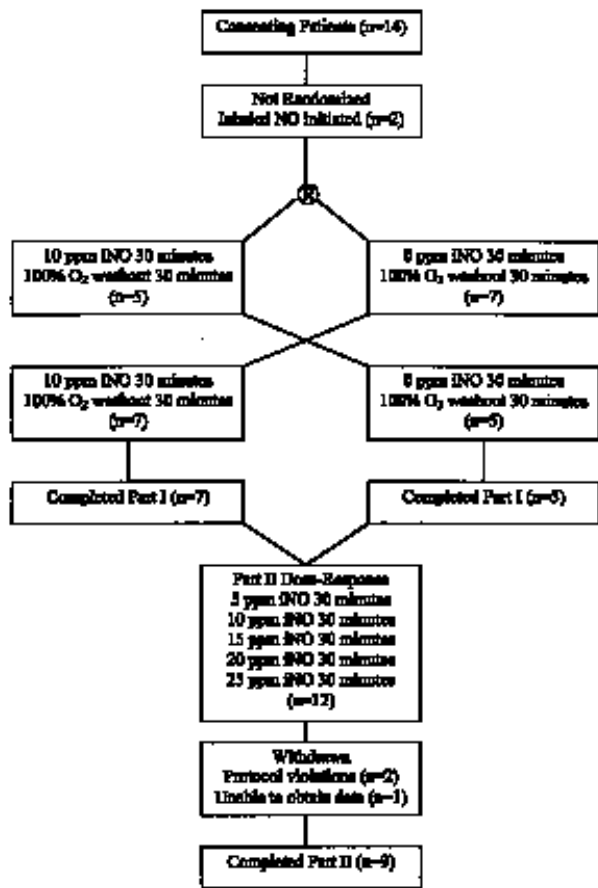 Consenting Patients (n=14)
Not Randomized
Inhaled NO Initiated (n=2)
R
10 ppm iNO 30 minutes
100% O₂ washout 30 minutes
(n=5)
0 ppm iNO 30 minutes
100% O₂ washout 30 minutes
(n=7)
10 ppm iNO 30 minutes
100% O₂ washout 30 minutes
(n=7)
0 ppm iNO 30 minutes
100% O₂ washout 30 minutes
(n=5)
Completed Part I (n=7)
Completed Part I (n=5)
Part II Dose-Response
5 ppm iNO 30 minutes
10 ppm iNO 30 minutes
15 ppm iNO 30 minutes
20 ppm iNO 30 minutes
25 ppm iNO 30 minutes
(n=12)
Withdrawn
Protocol violations (n=2)
Unable to obtain data (n=1)
Completed Part II (n=9)